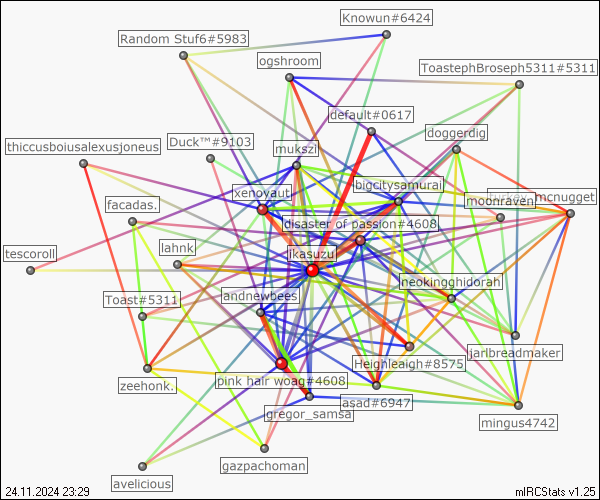 Knowun#6424
Random Stuf6#5983
ogshroom
ToastephBroseph5311#5311
default#0617
doggerdig
Duck™#9103
thiccusboiusalexusjoneus
mukszi
bigcitysamurai
xenovaut
mcnugget
moonraven
facadas.
disaster of passion#4608
lahnk
ikasuzu
tescoroll
neokingghidorah
andnewbees
Toast#5311
jarlbreadmaker
Heighleaigh#8575
zeehonk.
pink hair woag#4608
asad#6947
gregor_samsa
mingus4742
gazpachoman
avelicious
24.11.2024 23:29
mIRCStats v1.25